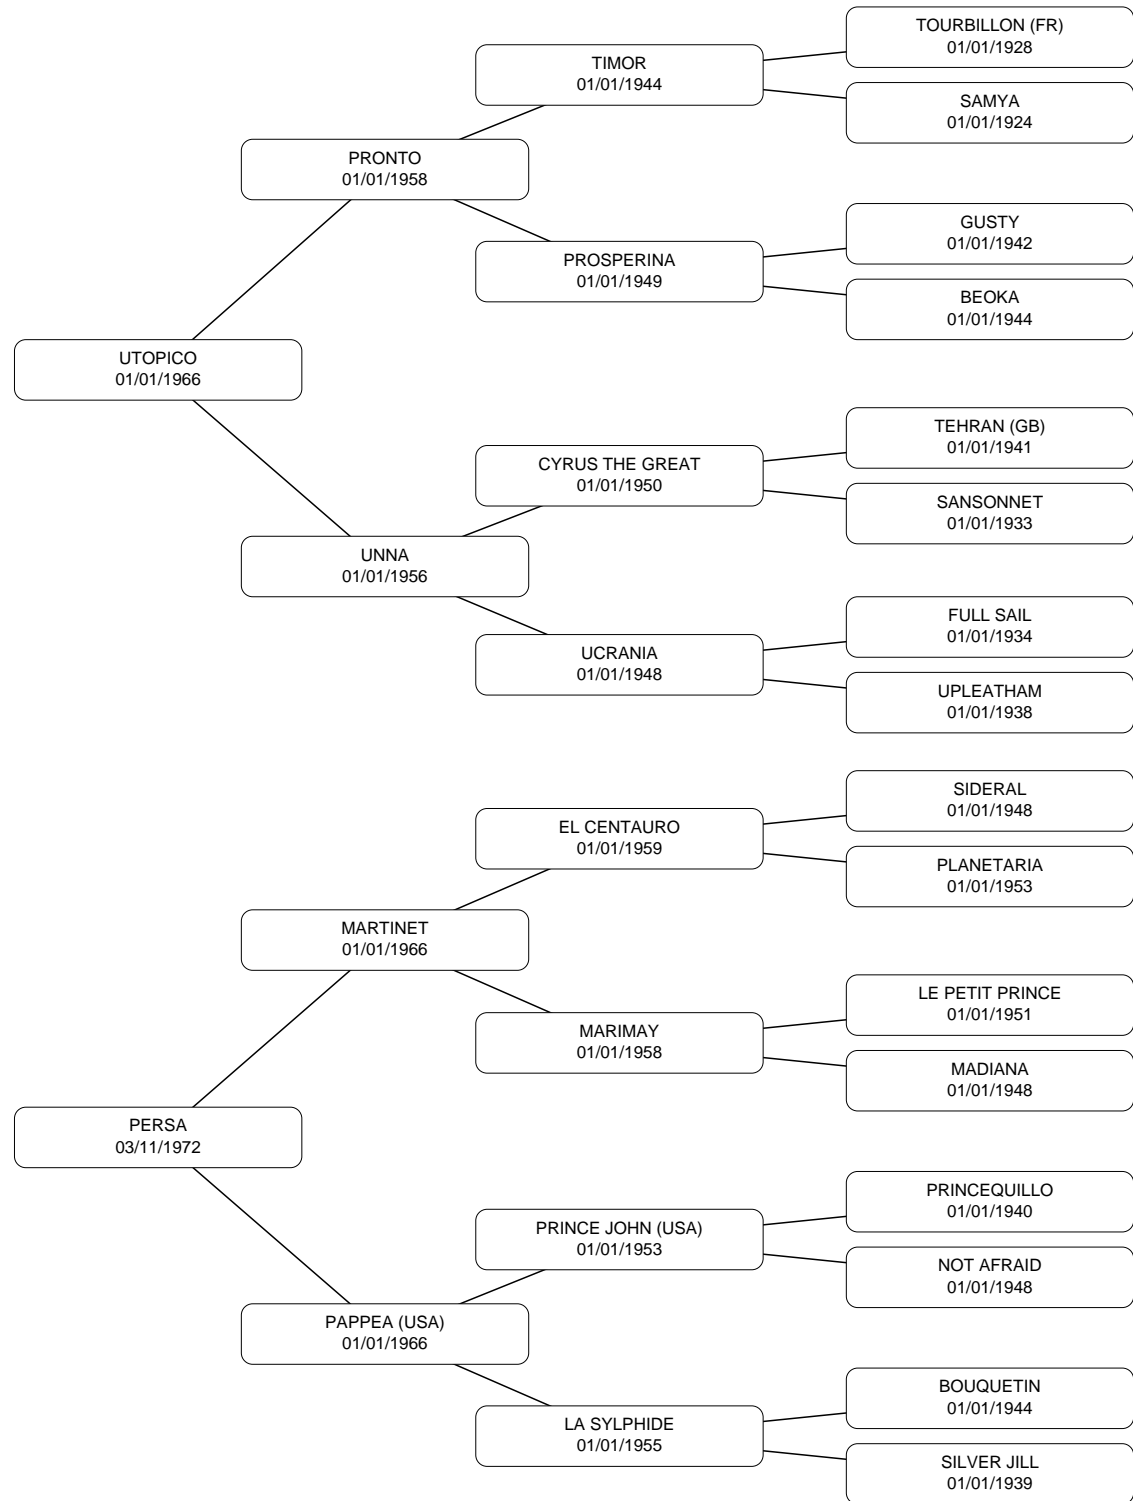 TOURBILLON (FR)
01/01/1928
TIMOR
01/01/1944
SAMYA
01/01/1924
PRONTO
01/01/1958
GUSTY
01/01/1942
PROSPERINA
01/01/1949
BEOKA
01/01/1944
UTOPICO
01/01/1966
TEHRAN (GB)
01/01/1941
CYRUS THE GREAT
01/01/1950
SANSONNET
01/01/1933
UNNA
01/01/1956
FULL SAIL
01/01/1934
UCRANIA
01/01/1948
UPLEATHAM
01/01/1938
SIDERAL
01/01/1948
EL CENTAURO
01/01/1959
PLANETARIA
01/01/1953
MARTINET
01/01/1966
LE PETIT PRINCE
01/01/1951
MARIMAY
01/01/1958
MADIANA
01/01/1948
PERSA
03/11/1972
PRINCEQUILLO
01/01/1940
PRINCE JOHN (USA)
01/01/1953
NOT AFRAID
01/01/1948
PAPPEA (USA)
01/01/1966
BOUQUETIN
01/01/1944
LA SYLPHIDE
01/01/1955
SILVER JILL
01/01/1939